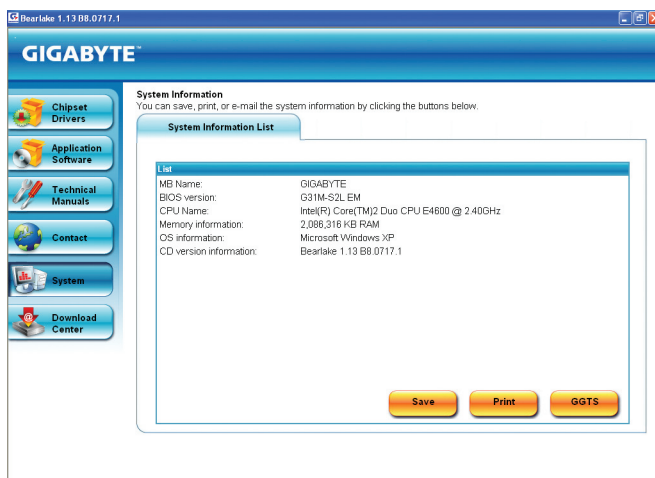 Bearlake 1.13 B8.0717.1
GIGABYTE™
Chipset
Drivers
Application
Software
Technical
Manuals
Contact
System
Download
Center
System Information
You can save, print, or e-mail the system information by clicking the buttons below.
System Information List
List
MB Name: GIGABYTE
BIOS version: G31M-S2L EM
CPU Name: Intel(R) Core(TM)2 Duo CPU E4600 @ 2.40GHz
Memory information: 2,086,316 KB RAM
OS information: Microsoft Windows XP
CD version information: Bearlake 1.13 B8.0717.1
Save Print GGTS